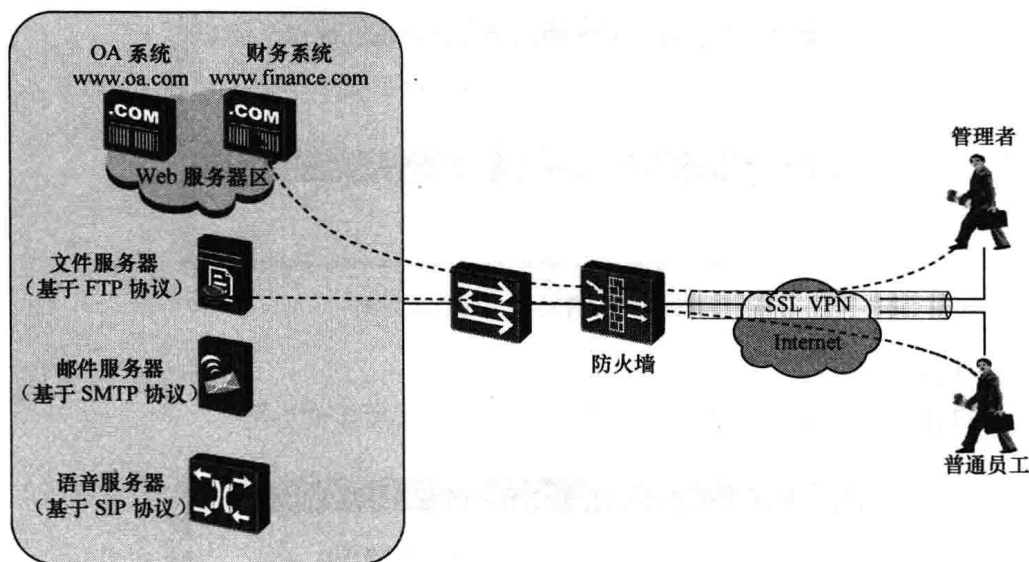 OA 系统
www.oa.com
财务系统
www.finance.com
.COM
.COM
Web 服务器区
文件服务器
（基于 FTP 协议）
邮件服务器
（基于 SMTP 协议）
语音服务器
（基于 SIP 协议）
防火墙
SSL VPN
Internet
管理者
普通员工